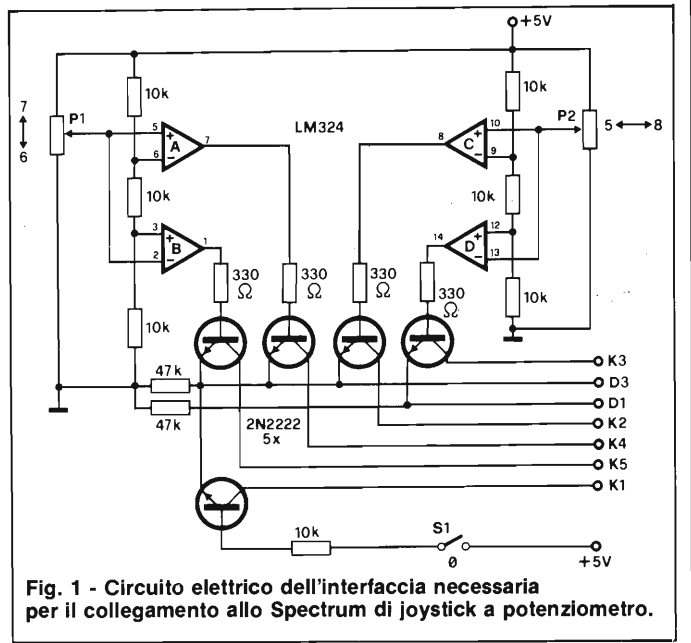 +5V
10k
10k
7
P1
P2
6
5
7
LM324
8
10
5
8
+
A
+
C
6
-
9
-
10k
10k
3
+
B
1
14
D
+
12
2
-
-
13
330
Ω
330
Ω
330
Ω
330
Ω
10k
10k
K3
47k
D3
D1
47k
2N2222
5x
K2
K4
K5
K1
10k
S1
0
+5V
Fig. 1 - Circuito elettrico dell'interfaccia necessaria
per il collegamento allo Spectrum di joystick a potenziometro.